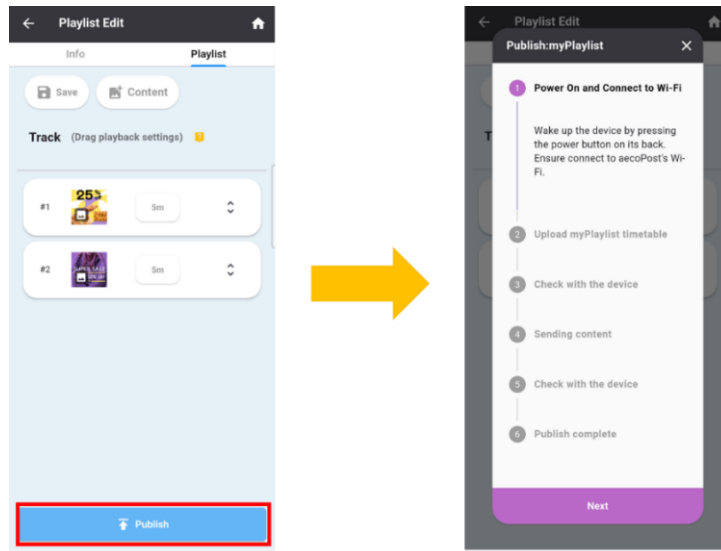 Playlist Edit
Info
Playlist
Save
Content
Track (Drag playback settings)
#1
25%
5m
#2
SUPER SALE
5m
Publish
Playlist Edit
Publish:myPlaylist
1 Power On and Connect to Wi-Fi
Wake up the device by pressing
the power button on its back.
Ensure connect to aecoPost's Wi-
Fi.
2 Upload myPlaylist timetable
3 Check with the device
4 Sending content
5 Check with the device
6 Publish complete
Next